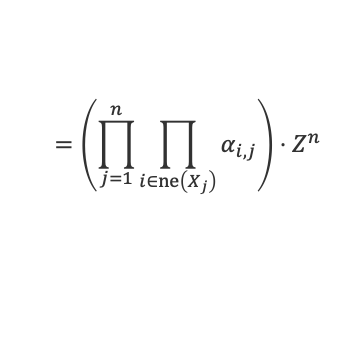 = (∏_{j=1}^{n} ∏_{i∈ne(X_j)} α_{i,j}) · Z^n